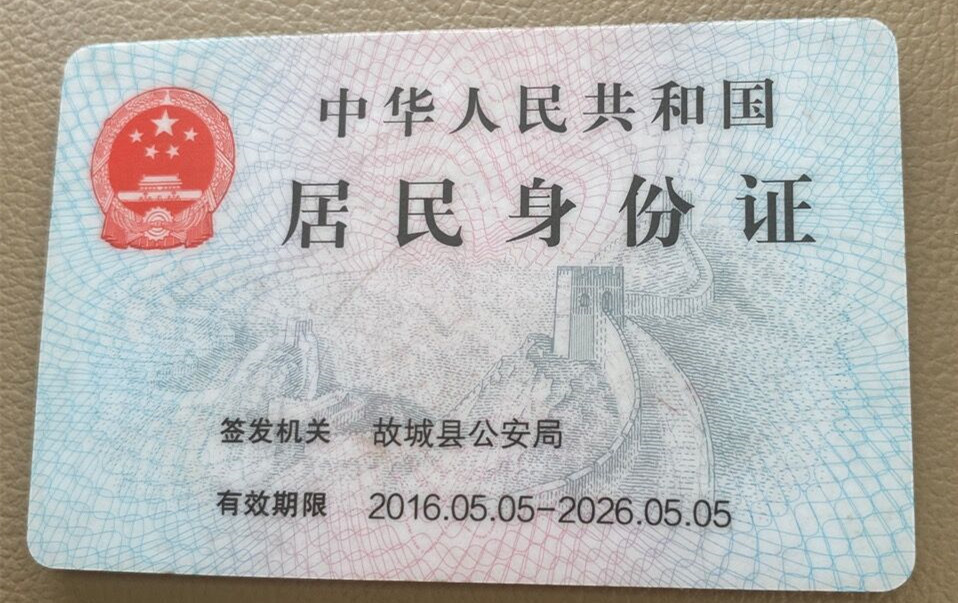 中华人民共和国
居民身份证
签发机关 故城县公安局
有效期限 2016.05.05-2026.05.05